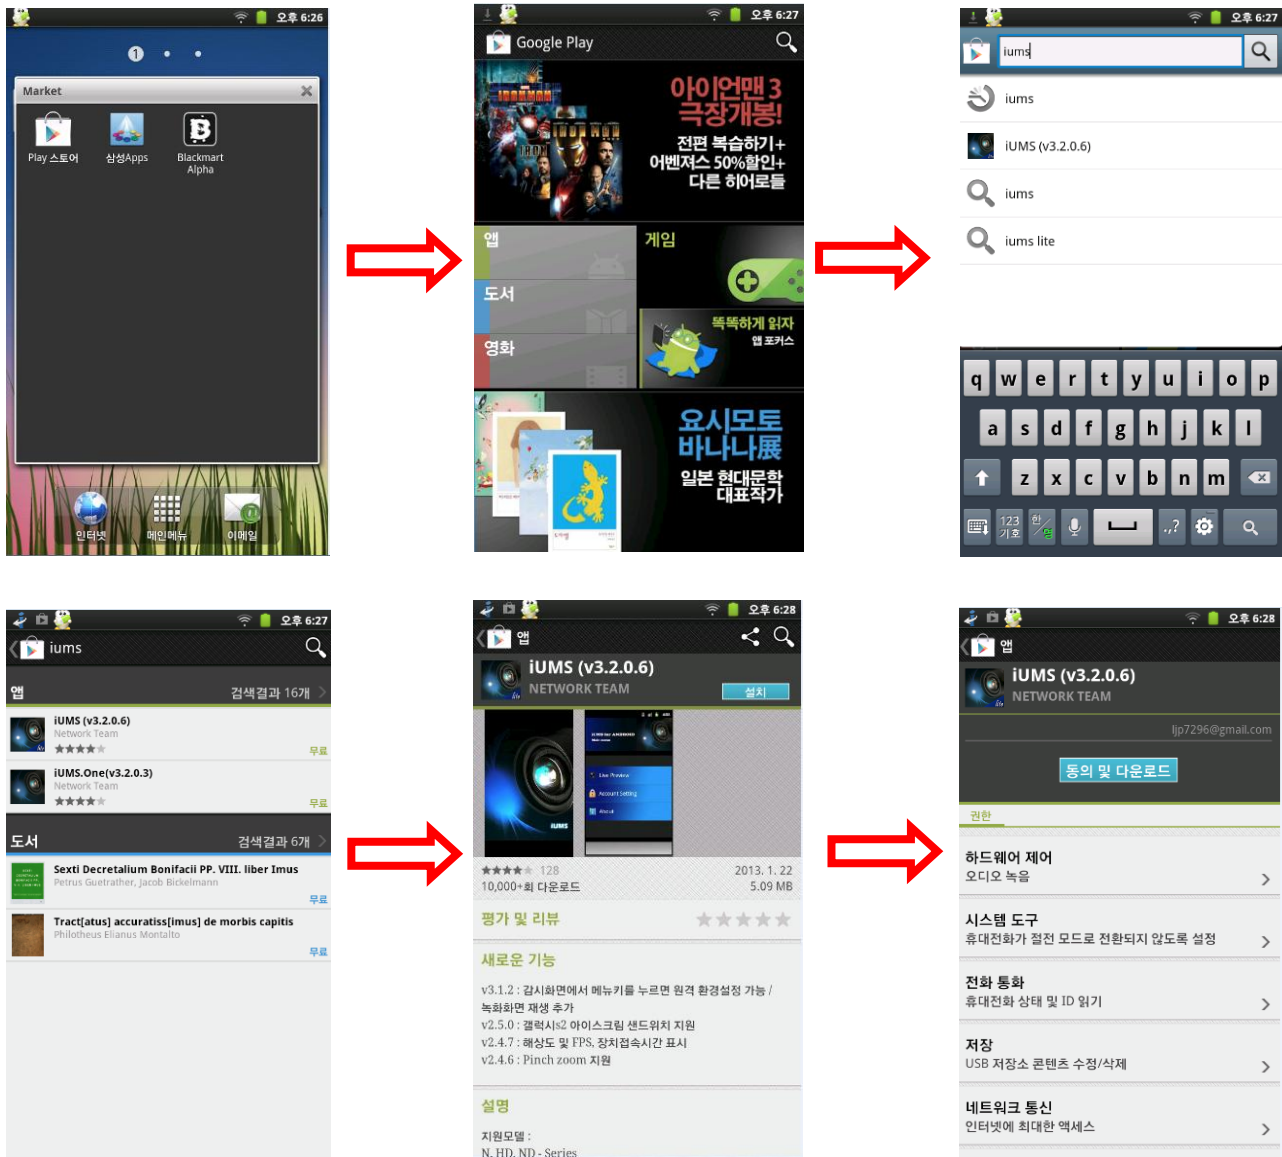 오후 6:26
1
Market
Play 스토어
삼성Apps
Blackmart
Alpha
인터넷
메인메뉴
이메일
오후 6:27
Google Play
아이언맨 3
극장개봉!
전편 복습하기+
어벤져스 50%할인+
다른 히어로들
앱
게임
도서
똑똑하게 읽자
앱 포커스
영화
요시모토
바나나展
일본 현대문학
대표작가
오후 6:27
iums
iums
iUMS (v3.2.0.6)
iums
iums lite
q w e r t y u i o p
a s d f g h j k l
z x c v b n m
123
기호
한/영
.,?
오후 6:27
iums
앱
검색결과 16개
iUMS (v3.2.0.6)
Network Team
무료
iUMS.One(v3.2.0.3)
Network Team
무료
도서
검색결과 6개
Sexti Decretalium Bonifacii PP. VIII. liber Imus
Petrus Guetrather, Jacob Bickelmann
무료
Tract[atus] accuratiss[imus] de morbis capitis
Philotheus Elianus Montalto
무료
오후 6:28
앱
iUMS (v3.2.0.6)
NETWORK TEAM
설치
iUMS
Live Preview
Account Setting
About
128
2013. 1. 22
10,000+회 다운로드
5.09 MB
평가 및 리뷰
새로운 기능
v3.1.2 : 감시화면에서 메뉴키를 누르면 원격 환경설정 가능 /
녹화화면 재생 추가
v2.5.0 : 갤럭시s2 아이스크림 샌드위치 지원
v2.4.7 : 해상도 및 FPS, 장치접속시간 표시
v2.4.6 : Pinch zoom 지원
설명
지원모델 :
N, HD, ND - Series
오후 6:28
앱
iUMS (v3.2.0.6)
NETWORK TEAM
ljp7296@gmail.com
동의 및 다운로드
권한
하드웨어 제어
오디오 녹음
시스템 도구
휴대전화가 절전 모드로 전환되지 않도록 설정
전화 통화
휴대전화 상태 및 ID 읽기
저장
USB 저장소 콘텐츠 수정/삭제
네트워크 통신
인터넷에 최대한 액세스